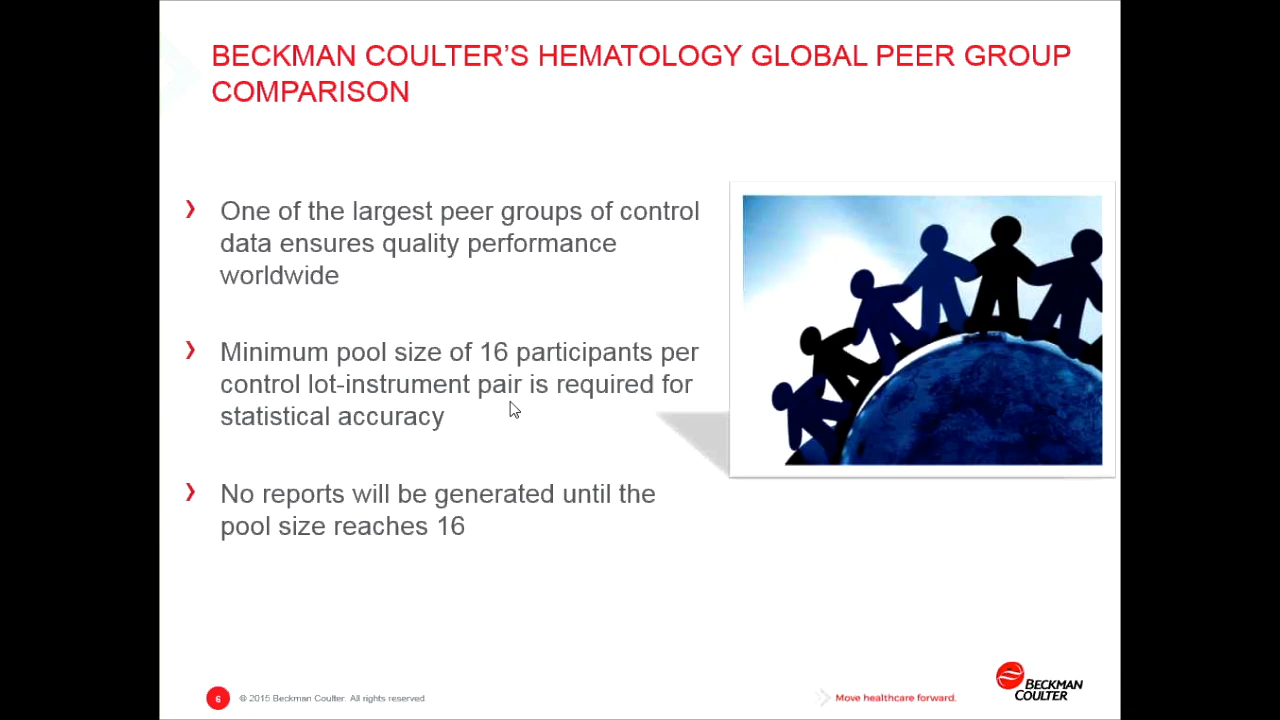 BECKMAN COULTER’S HEMATOLOGY GLOBAL PEER GROUP
COMPARISON
One of the largest peer groups of control
data ensures quality performance
worldwide
Minimum pool size of 16 participants per
control lot-instrument pair is required for
statistical accuracy
No reports will be generated until the
pool size reaches 16
6
© 2015 Beckman Coulter. All rights reserved
Move healthcare forward.
BECKMAN
COULTER